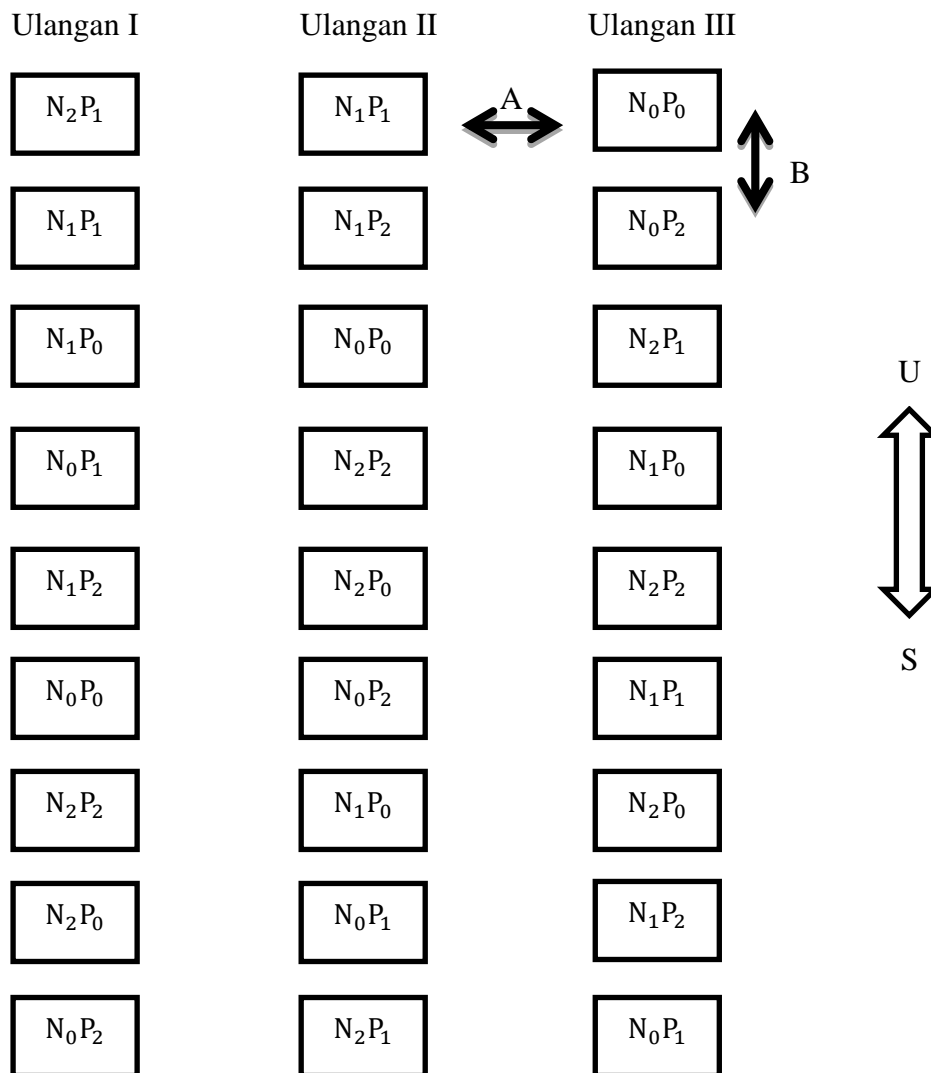 Ulangan I Ulangan II Ulangan III
N₂P₁ N₁P₁ A N₀P₀
B
N₁P₁ N₁P₂ N₀P₂
N₁P₀ N₀P₀ N₂P₁
U
N₀P₁ N₂P₂ N₁P₀
N₁P₂ N₂P₀ N₂P₂
S
N₀P₀ N₀P₂ N₁P₁
N₂P₂ N₁P₀ N₂P₀
N₂P₀ N₀P₁ N₁P₂
N₀P₂ N₂P₁ N₀P₁